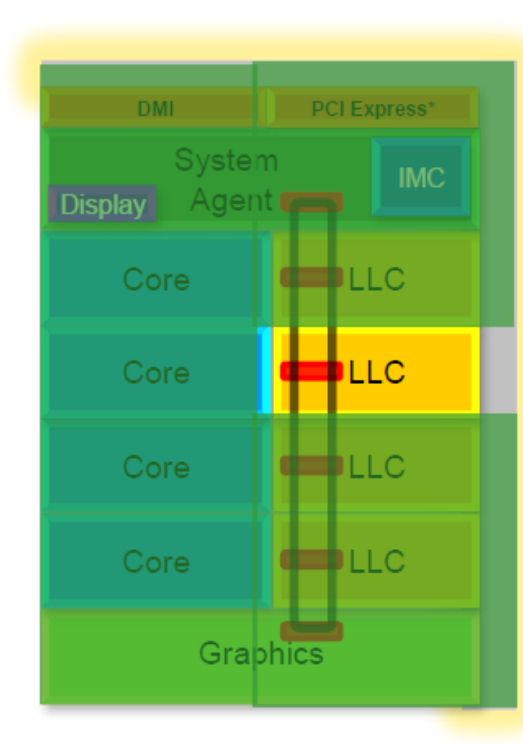 DMI PCI Express*
System
Agent
IMC
Display
Core LLC
Core LLC
Core LLC
Core LLC
Graphics